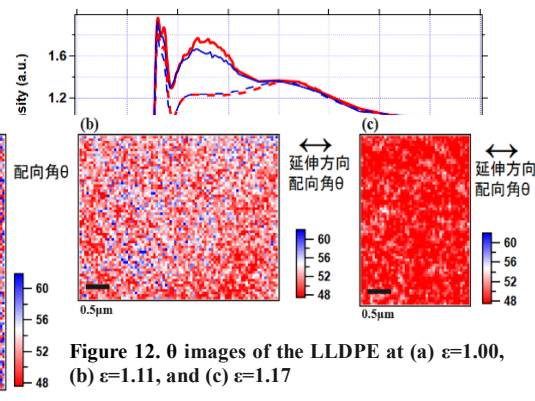 sity (a.u.)
1.6
1.2
(b)
(c)
配向角θ
延伸方向
配向角θ
延伸方向
配向角θ
60
56
52
48
60
56
52
48
60
56
52
48
0.5μm
0.5μm
Figure 12. θ images of the LLDPE at (a) ε=1.00,
(b) ε=1.11, and (c) ε=1.17